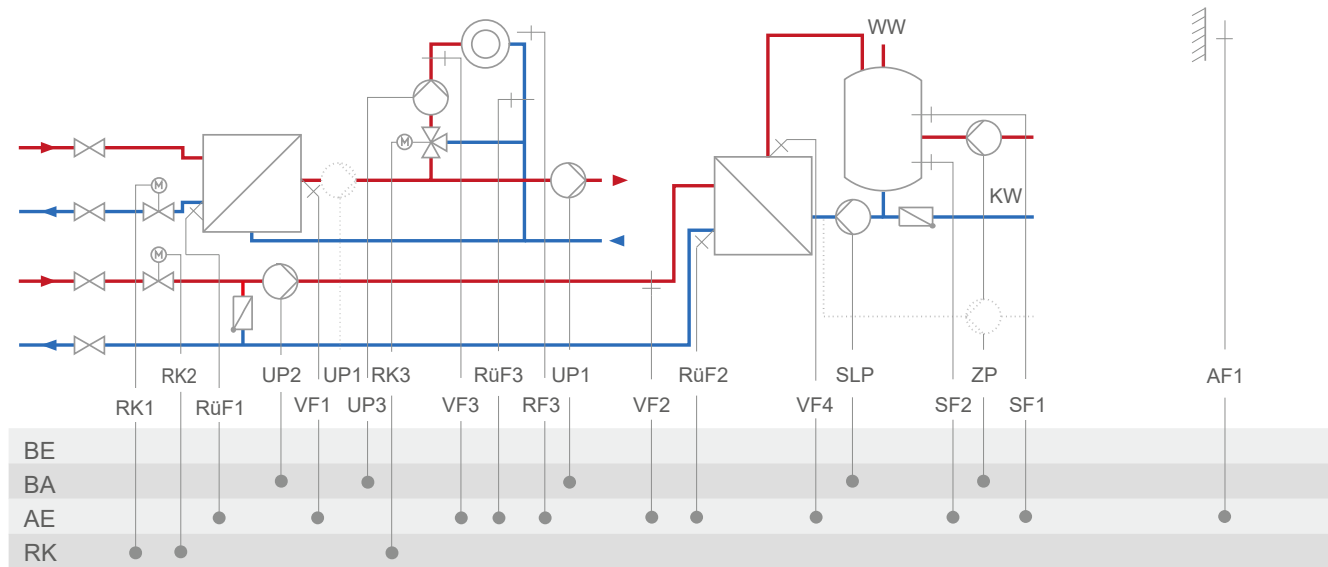 WW
M
M
KW
M
RK2 UP2 UP1 RK3 RüF3 UP1 RüF2 SLP ZP AF1
RK1 RüF1 VF1 UP3 VF3 RF3 VF2 VF4 SF2 SF1
BE
BA
AE
RK